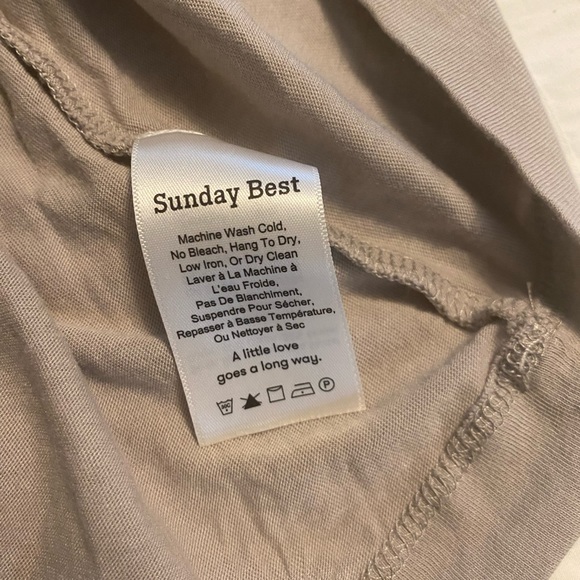 Sunday Best
Machine Wash Cold,
No Bleach, Hang To Dry,
Low Iron, Or Dry Clean
Laver à La Machine à
L'eau Froide,
Pas De Blanchiment,
Suspendre Pour Sécher,
Repasser à Basse Température,
Ou Nettoyer à Sec
A little love
goes a long way.
P